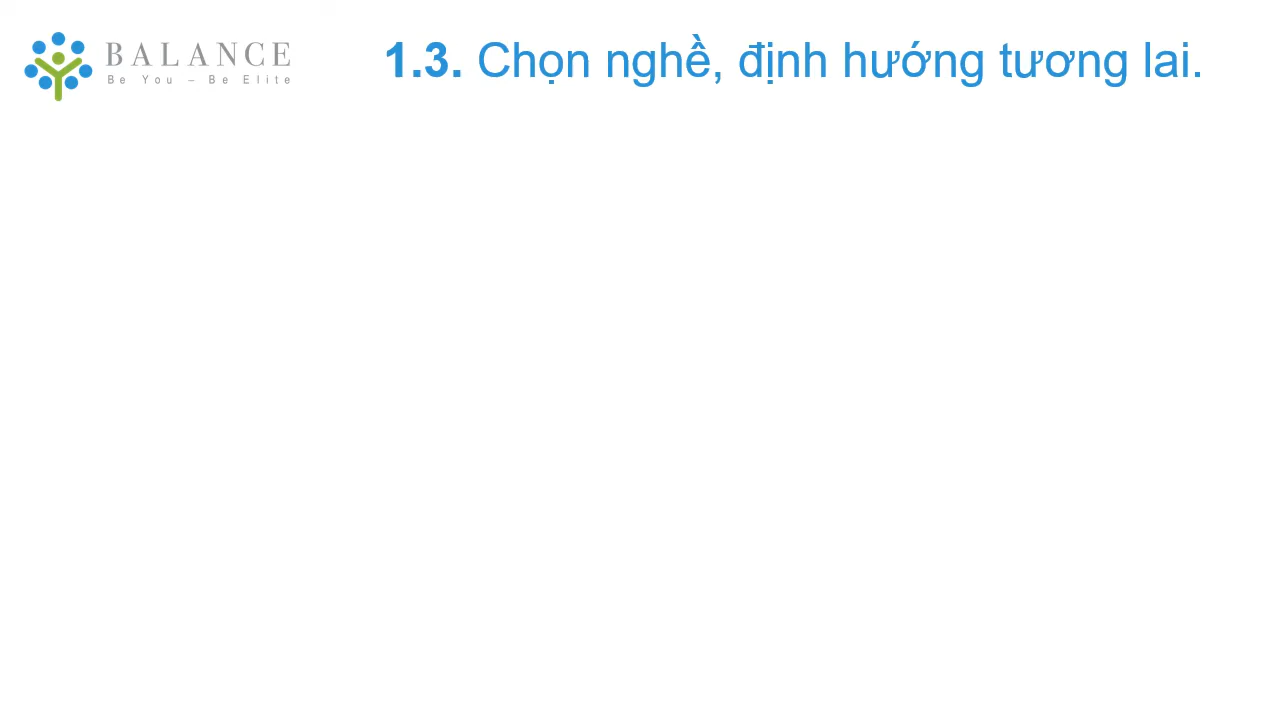 BALANCE
Be You – Be Elite
1.3. Chọn nghề, định hướng tương lai.